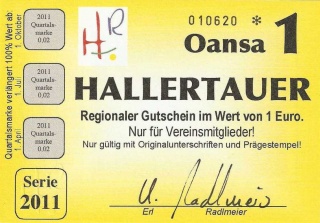 Quartalsmarke verlängert 100% Wert ab:
1. Oktober
1. Juli
1. April
2011
Quartals-
marke
0,02
2011
Quartals-
marke
0,02
2011
Quartals-
marke
0,02
Serie
2011
HR
010620 *
Oansa 1
HALLERTAUER
Regionaler Gutschein im Wert von 1 Euro.
Nur für Vereinsmitglieder!
Nur gültig mit Originalunterschriften und Prägestempel!
Erl Radlmeier